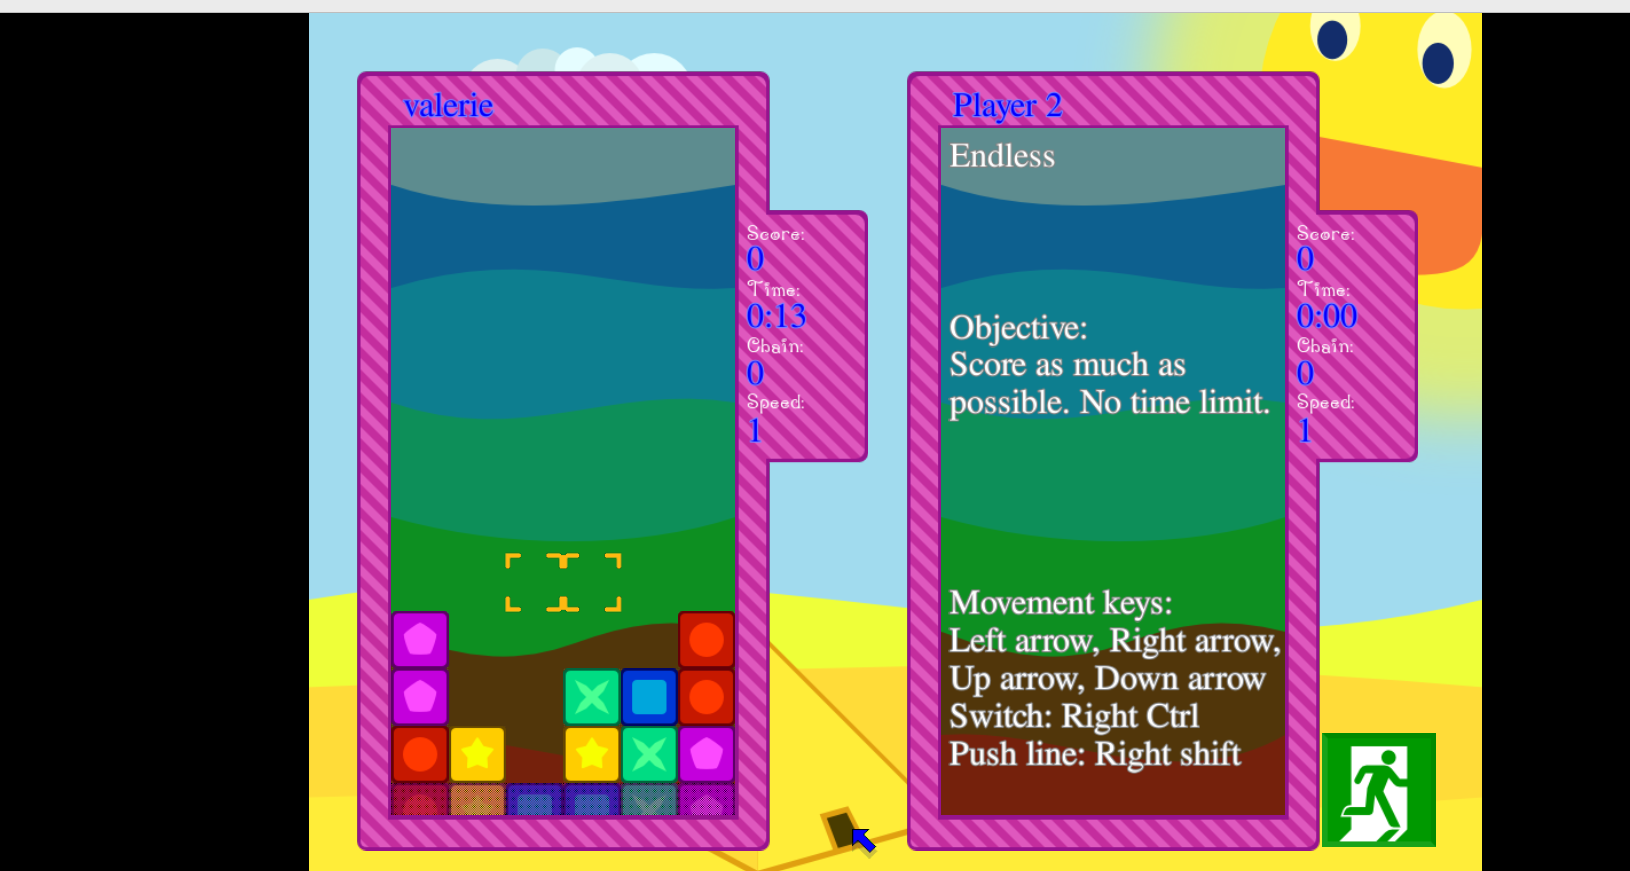 valerie
Score:
0
Time:
0:13
Chain:
0
Speed:
1
Player 2
Endless
Objective:
Score as much as
possible. No time limit.
Movement keys:
Left arrow, Right arrow,
Up arrow, Down arrow
Switch: Right Ctrl
Push line: Right shift
Score:
0
Time:
0:00
Chain:
0
Speed:
1